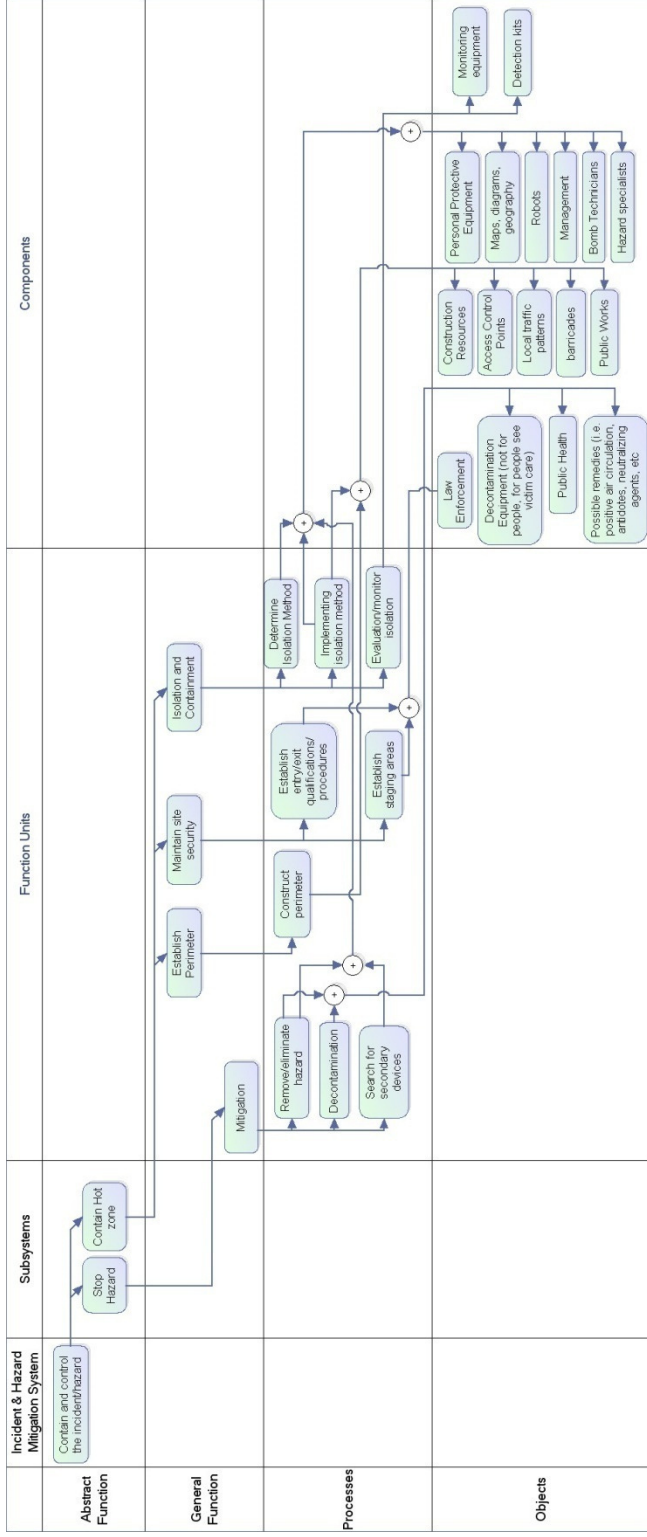 Incident & Hazard
Mitigation System
Subsystems
Function Units
Components
Abstract
Function
Contain and control
the incident/hazard
Stop
Hazard
Contain Hot
zone
General
Function
Mitigation
Establish
Perimeter
Maintain site
security
Isolation and
Containment
Processes
Remove/eliminate
hazard
Decontamination
Search for
secondary
devices
+
+
Construct
perimeter
Establish
entry/exit
qualifications/
procedures
Establish
staging areas
+
Determine
Isolation Method
Implementing
isolation method
Evaluation/monitor
isolation
+
+
+
Objects
Law
Enforcement
Decontamination
Equipment (not for
people, for people see
victim care)
Public Health
Possible remedies (i.e.
positive air circulation,
antidotes, neutralizing
agents, etc
Construction
Resources
Access Control
Points
Local traffic
patterns
barricades
Public Works
Personal Protective
Equipment
Maps, diagrams,
geography
Robots
Management
Bomb Technicians
Hazard specialists
Monitoring
equipment
Detection kits